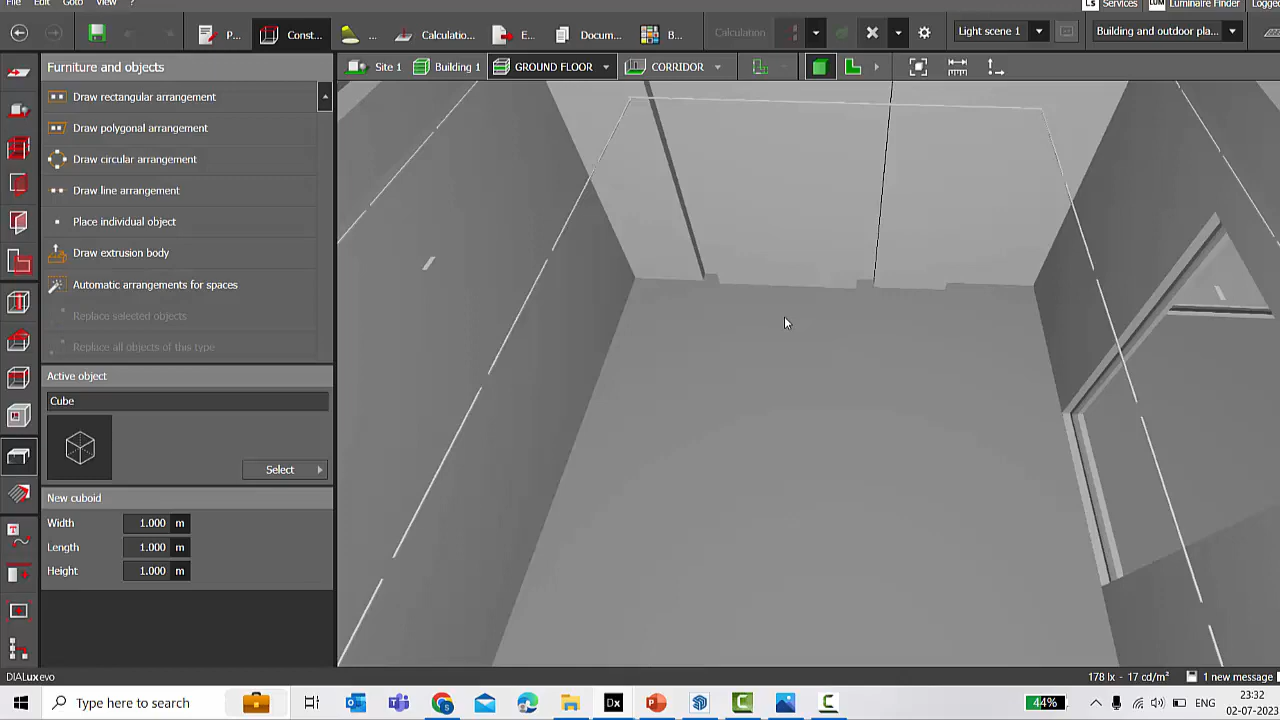 File Edit Goto View ?
Services Luminaire Finder Logged
P... Const... ... Calculatio... E... Docum... B... Calculation Light scene 1 Building and outdoor pla...
Furniture and objects
Site 1 Building 1 GROUND FLOOR CORRIDOR
Draw rectangular arrangement
Draw polygonal arrangement
Draw circular arrangement
Draw line arrangement
Place individual object
Draw extrusion body
Automatic arrangements for spaces
Replace selected objects
Replace all objects of this type
Active object
Cube
Select
New cuboid
Width 1.000 m
Length 1.000 m
Height 1.000 m
DIALux evo
178 lx - 17 cd/m² 1 new message
Type here to search
Dx
44%
ENG
23:32
02-07-2023